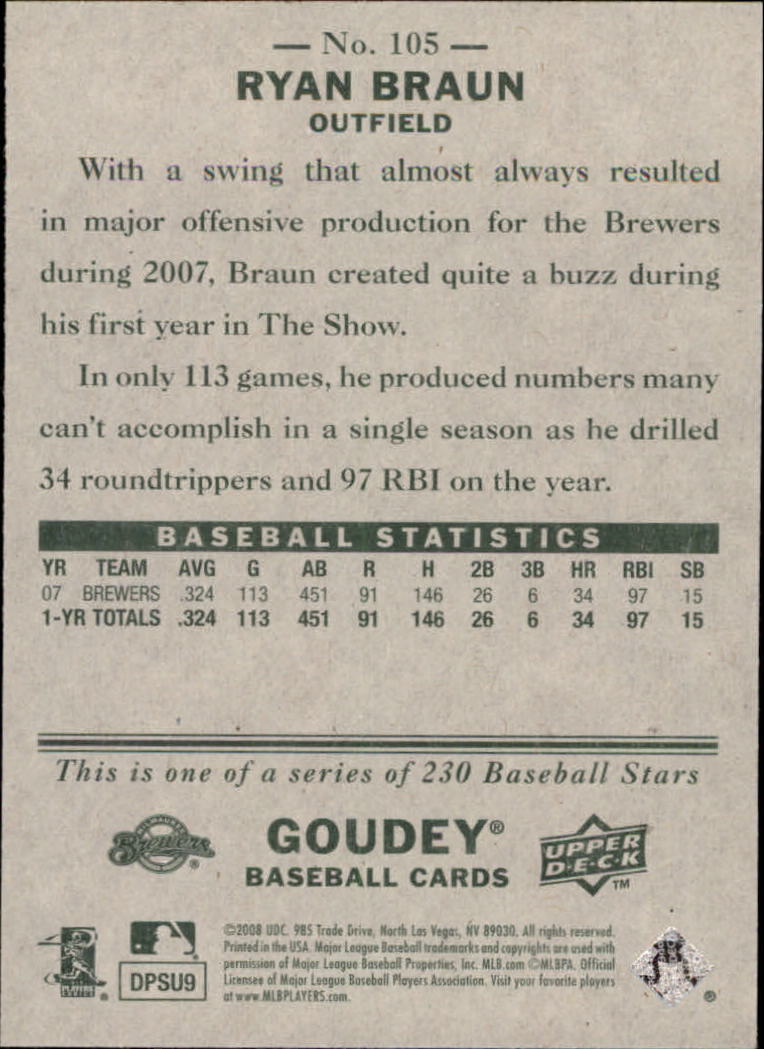 — No. 105 —
RYAN BRAUN
OUTFIELD
With a swing that almost always resulted
in major offensive production for the Brewers
during 2007, Braun created quite a buzz during
his first year in The Show.
In only 113 games, he produced numbers many
can't accomplish in a single season as he drilled
34 roundtrippers and 97 RBI on the year.
BASEBALL STATISTICS
YR TEAM AVG G AB R H 2B 3B HR RBI SB
07 BREWERS .324 113 451 91 146 26 6 34 97 15
1-YR TOTALS .324 113 451 91 146 26 6 34 97 15
This is one of a series of 230 Baseball Stars
MILWAUKEE
Brewers ®
GOUDEY®
BASEBALL CARDS
UPPER
D·E·C·K
TM
PLAYERS
CHOICE ®
DPSU9
©2008 UDC. 985 Trade Drive, North Las Vegas, NV 89030. All rights reserved.
Printed in the USA. Major League Baseball trademarks and copyrights are used with
permission of Major League Baseball Properties, Inc. MLB.com ©MLBPA. Official
Licensee of Major League Baseball Players Association. Visit your favorite players
at www.MLBPLAYERS.com.
®